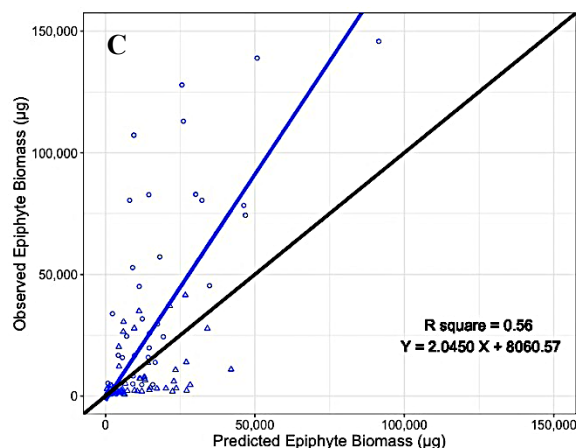 C
150,000
100,000
50,000
0
Observed Epiphyte Biomass (µg)
R square = 0.56
Y = 2.0450 X + 8060.57
0
50,000
100,000
150,000
Predicted Epiphyte Biomass (µg)